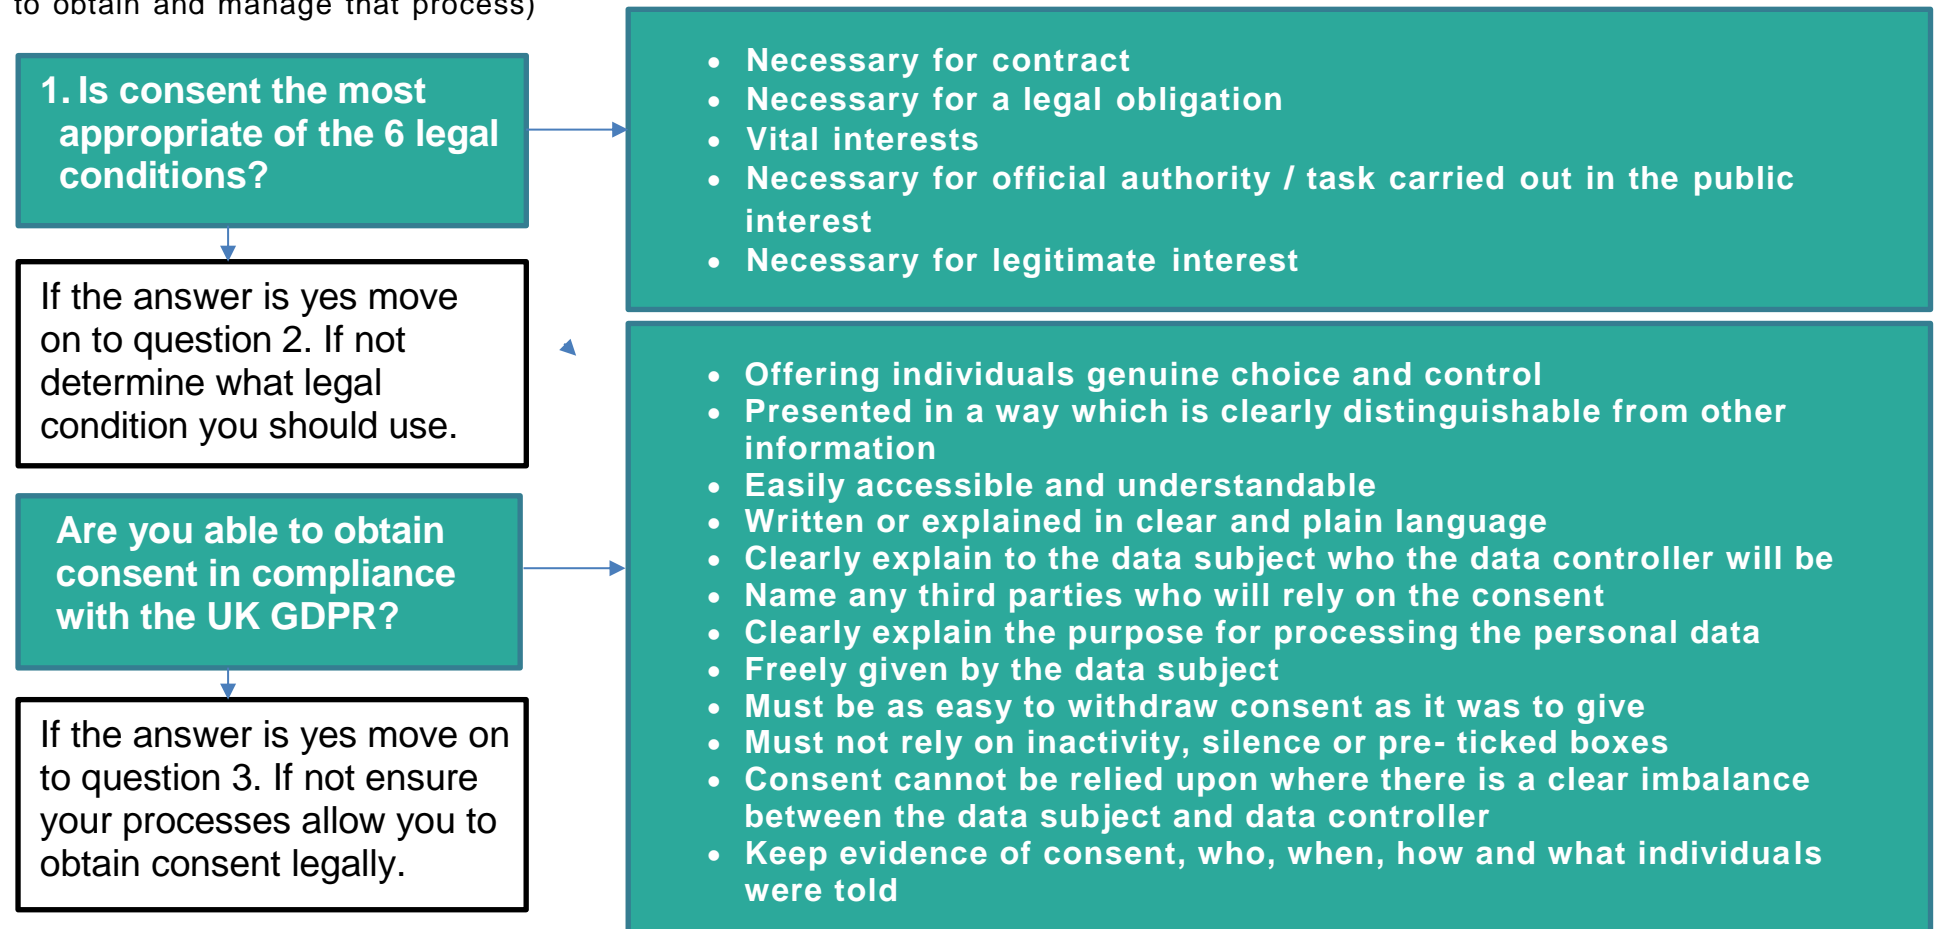 to obtain and manage that process)
1. Is consent the most
appropriate of the 6 legal
conditions?
• Necessary for contract
• Necessary for a legal obligation
• Vital interests
• Necessary for official authority / task carried out in the public
interest
• Necessary for legitimate interest
If the answer is yes move
on to question 2. If not
determine what legal
condition you should use.
Are you able to obtain
consent in compliance
with the UK GDPR?
• Offering individuals genuine choice and control
• Presented in a way which is clearly distinguishable from other
information
• Easily accessible and understandable
• Written or explained in clear and plain language
• Clearly explain to the data subject who the data controller will be
• Name any third parties who will rely on the consent
• Clearly explain the purpose for processing the personal data
• Freely given by the data subject
• Must be as easy to withdraw consent as it was to give
• Must not rely on inactivity, silence or pre- ticked boxes
• Consent cannot be relied upon where there is a clear imbalance
between the data subject and data controller
• Keep evidence of consent, who, when, how and what individuals
were told
If the answer is yes move on
to question 3. If not ensure
your processes allow you to
obtain consent legally.